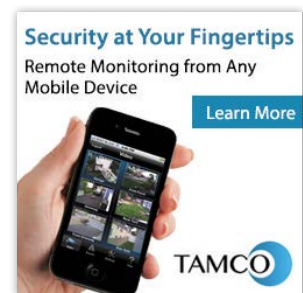 Security at Your Fingertips
Remote Monitoring from Any
Mobile Device
Learn More
TAMCO